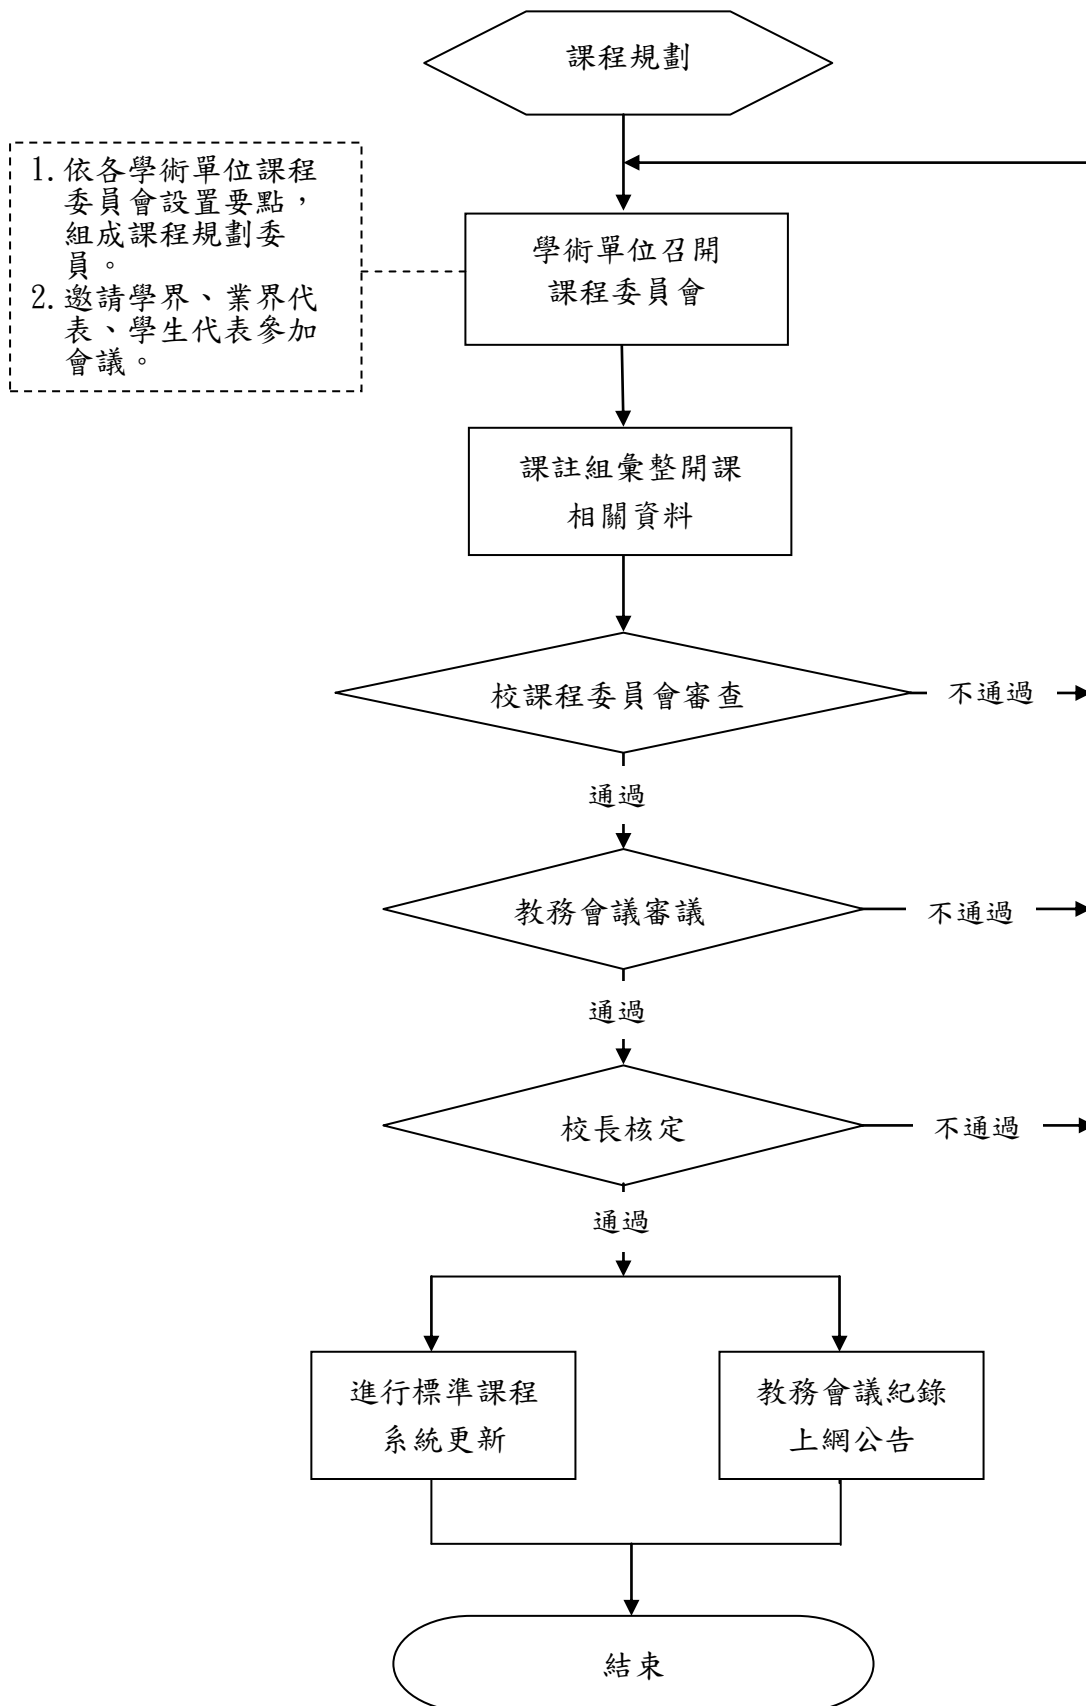 課程規劃
1.依各學術單位課程
委員會設置要點，
組成課程規劃委
員。
2.邀請學界、業界代
表、學生代表參加
會議。
學術單位召開
課程委員會
課註組彙整開課
相關資料
校課程委員會審查
不通過
通過
教務會議審議
不通過
通過
校長核定
不通過
通過
進行標準課程
系統更新
教務會議紀錄
上網公告
結束